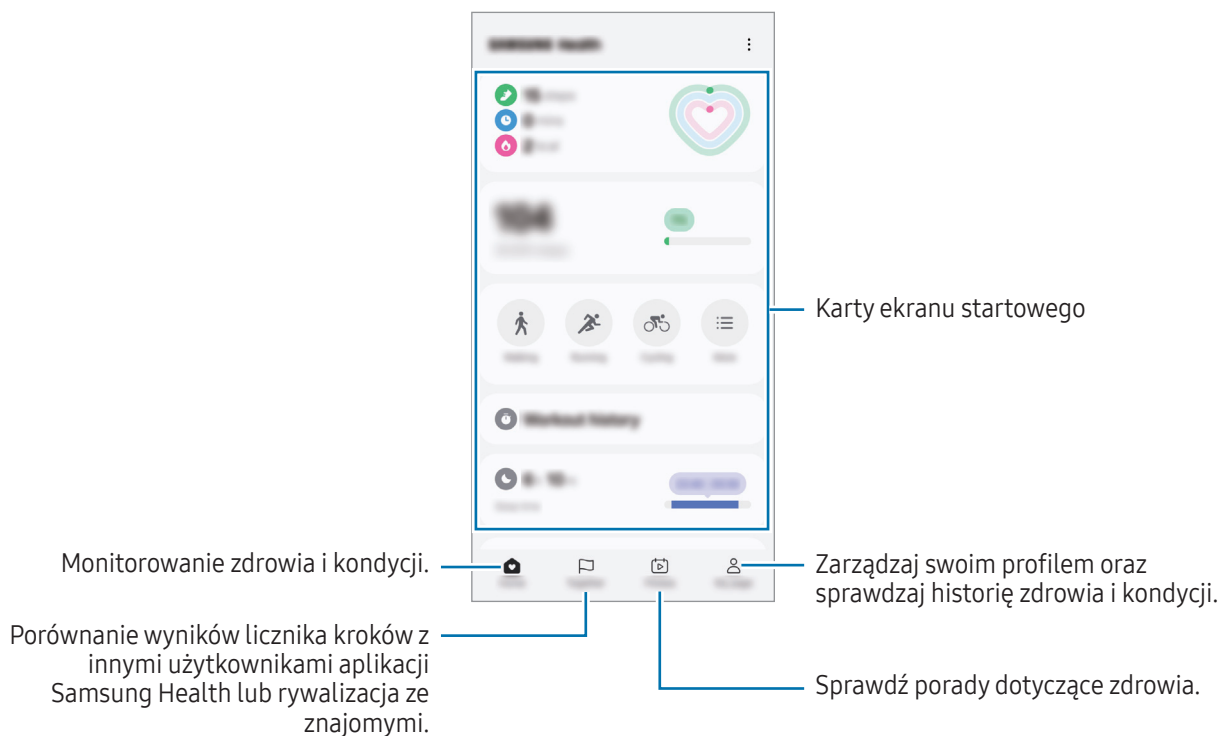 Karty ekranu startowego
Monitorowanie zdrowia i kondycji.
Zarządzaj swoim profilem oraz
sprawdzaj historię zdrowia i kondycji.
Porównanie wyników licznika kroków z
innymi użytkownikami aplikacji
Samsung Health lub rywalizacja ze
znajomymi.
Sprawdź porady dotyczące zdrowia.